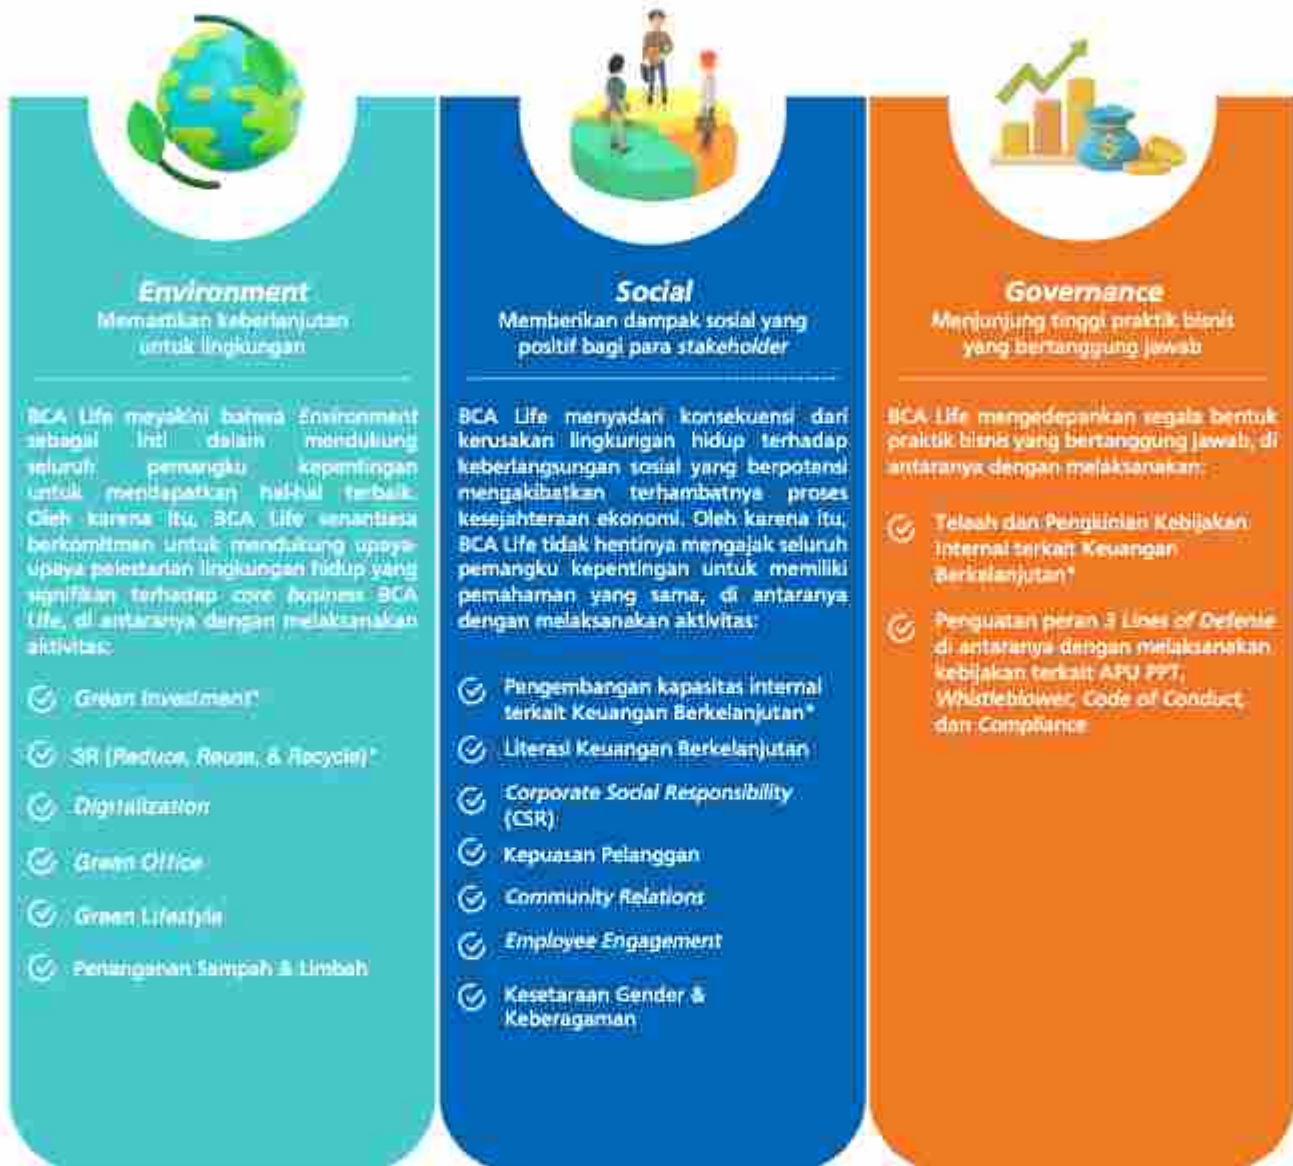 Environment
Memastikan keberlanjutan
untuk lingkungan
BCA Life meyakini bahwa Environment
sebagai inti dalam mendukung
seluruh pemangku kepentingan
untuk mendapatkan hal-hal terbaik.
Oleh karena itu, BCA Life senantiasa
berkomitmen untuk mendukung upaya-
upaya pelestarian lingkungan hidup yang
signifikan terhadap core business BCA
Life, di antaranya dengan melaksanakan
aktivitas:
Green Investment*
3R (Reduce, Reuse, & Recycle)*
Digitalization
Green Office
Green Lifestyle
Penanganan Sampah & Limbah
Social
Memberikan dampak sosial yang
positif bagi para stakeholder
BCA Life menyadari konsekuensi dari
kerusakan lingkungan hidup terhadap
keberlangsungan sosial yang berpotensi
mengakibatkan terhambatnya proses
kesejahteraan ekonomi. Oleh karena itu,
BCA Life tidak hentinya mengajak seluruh
pemangku kepentingan untuk memiliki
pemahaman yang sama, di antaranya
dengan melaksanakan aktivitas:
Pengembangan kapasitas internal
terkait Keuangan Berkelanjutan*
Literasi Keuangan Berkelanjutan
Corporate Social Responsibility
(CSR)
Kepuasan Pelanggan
Community Relations
Employee Engagement
Kesetaraan Gender &
Keberagaman
Governance
Menjunjung tinggi praktik bisnis
yang bertanggung jawab
BCA Life mengedepankan segala bentuk
praktik bisnis yang bertanggung jawab, di
antaranya dengan melaksanakan:
Telaah dan Pengkinian Kebijakan
Internal terkait Keuangan
Berkelanjutan*
Penguatan peran 3 Lines of Defense
di antaranya dengan melaksanakan
kebijakan terkait APU PPT,
Whistleblower, Code of Conduct,
dan Compliance